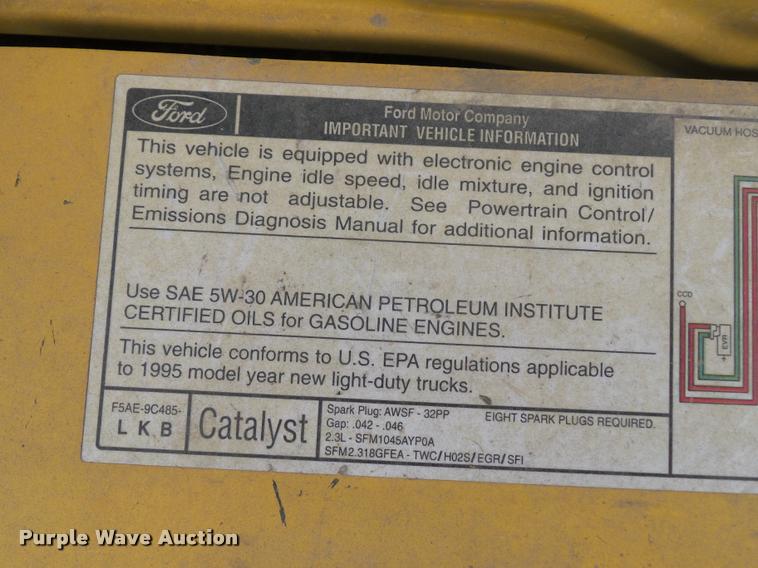 Ford
Ford Motor Company
IMPORTANT VEHICLE INFORMATION
This vehicle is equipped with electronic engine control
systems, Engine idle speed, idle mixture, and ignition
timing are not adjustable. See Powertrain Control/
Emissions Diagnosis Manual for additional information.
Use SAE 5W-30 AMERICAN PETROLEUM INSTITUTE
CERTIFIED OILS for GASOLINE ENGINES.
This vehicle conforms to U.S. EPA regulations applicable
to 1995 model year new light-duty trucks.
F5AE-9C485-
L K B
Catalyst
Spark Plug: AWSF - 32PP
EIGHT SPARK PLUGS REQUIRED.
Gap: .042 - .046
2.3L - SFM1045AYP0A
SFM2.318GFEA - TWC/H02S/EGR/SFI
VACUUM HOS
CCD
EVR
Purple Wave Auction